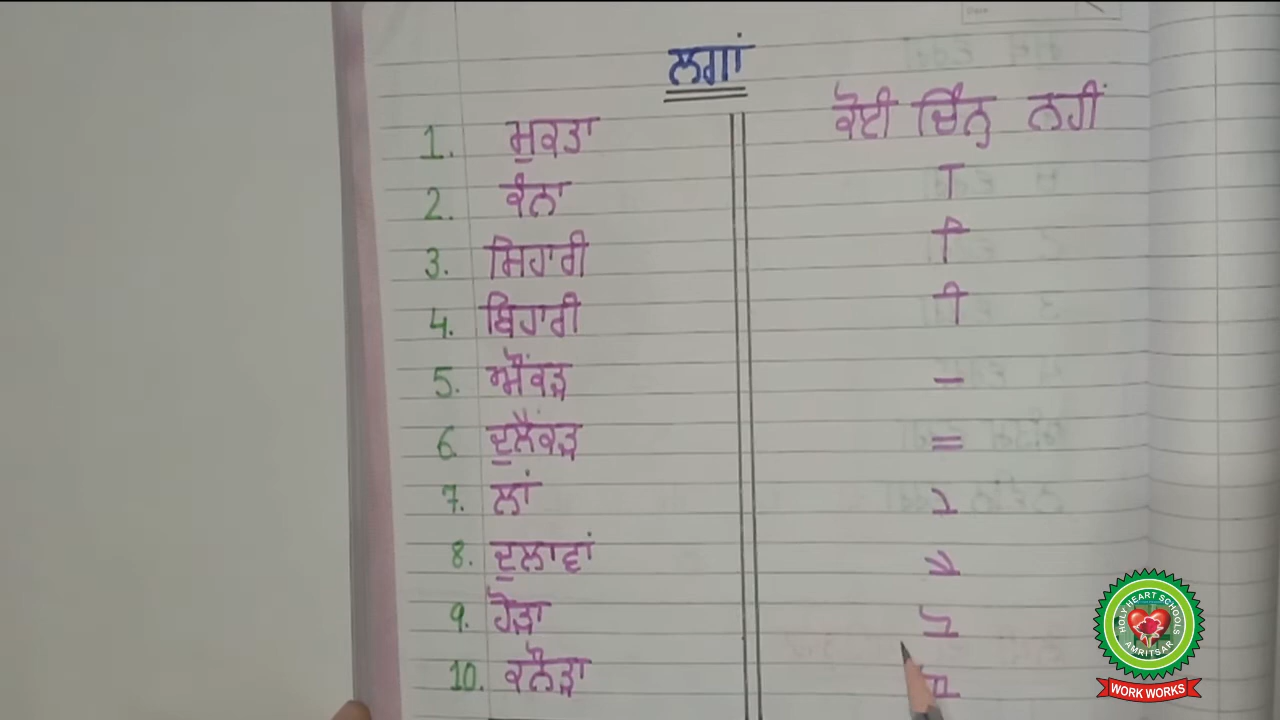 ਲਗਾਂ
ਕੋਈ ਚਿੰਨ੍ਹ ਨਹੀਂ
1. ਮੁਕਤਾ
2. ਕੰਨਾ ਾ
3. ਸਿਹਾਰੀ ਿ
4. ਬਿਹਾਰੀ ੀ
5. ਔਂਕੜ ੁ
6. ਦੁਲੈਂਕੜ ੂ
7. ਲਾਂ ੇ
8. ਦੁਲਾਵਾਂ ੈ
9. ਹੋੜਾ ੋ
10. ਕਨੌੜਾ ੌ
HOLY HEART SCHOOLS
AMRITSAR
WORK WORKS